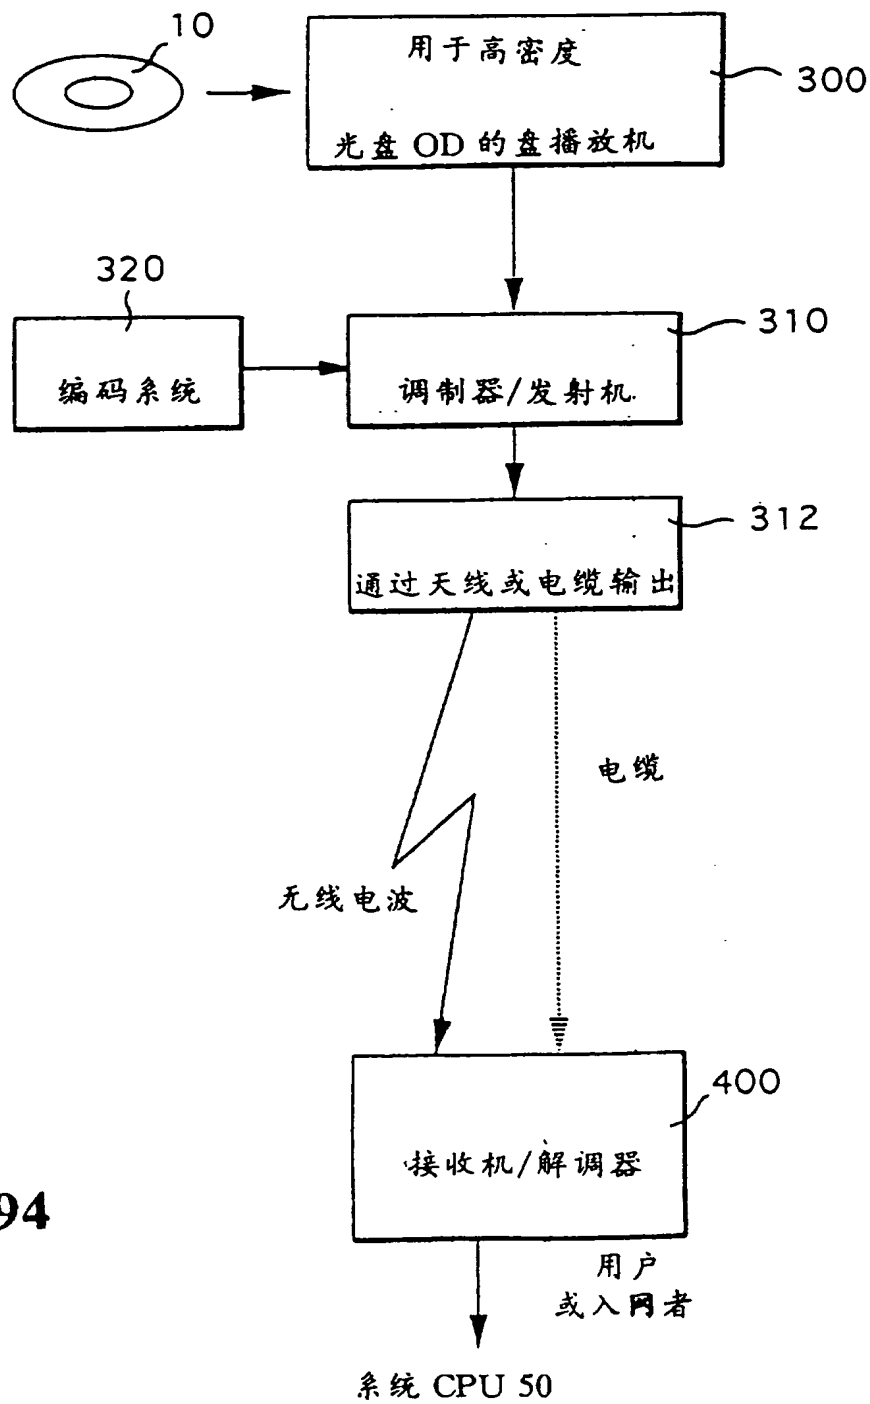 10
用于高密度
300
光盘 OD 的盘播放机
320
310
编码系统
调制器/发射机
312
通过天线或电缆输出
电缆
无线电波
400
接收机/解调器
94
用户
或入网者
系统 CPU 50